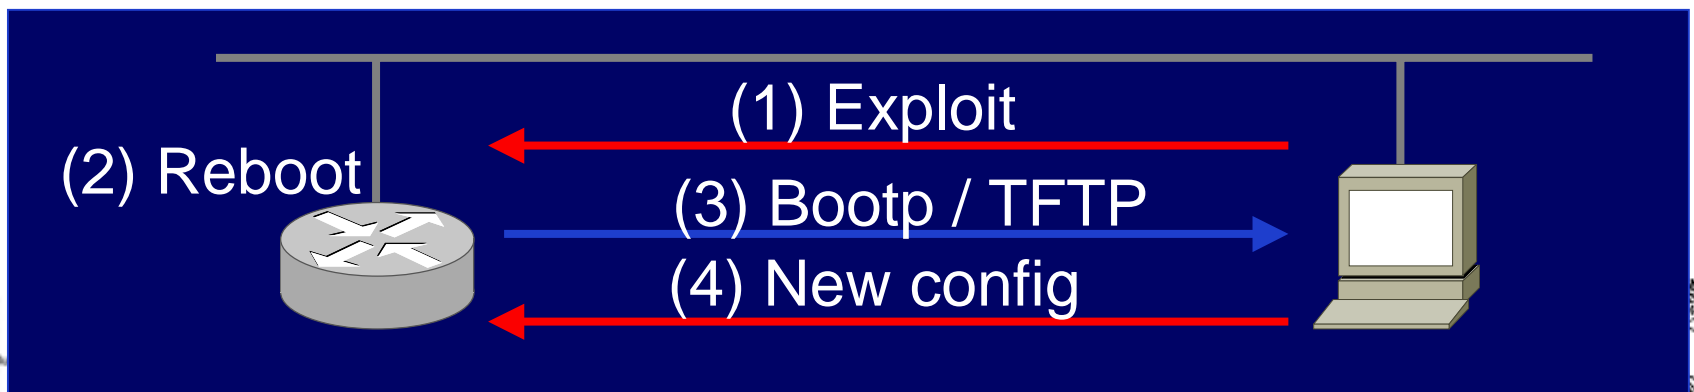 (1) Exploit
(2) Reboot
(3) Bootp / TFTP
(4) New config